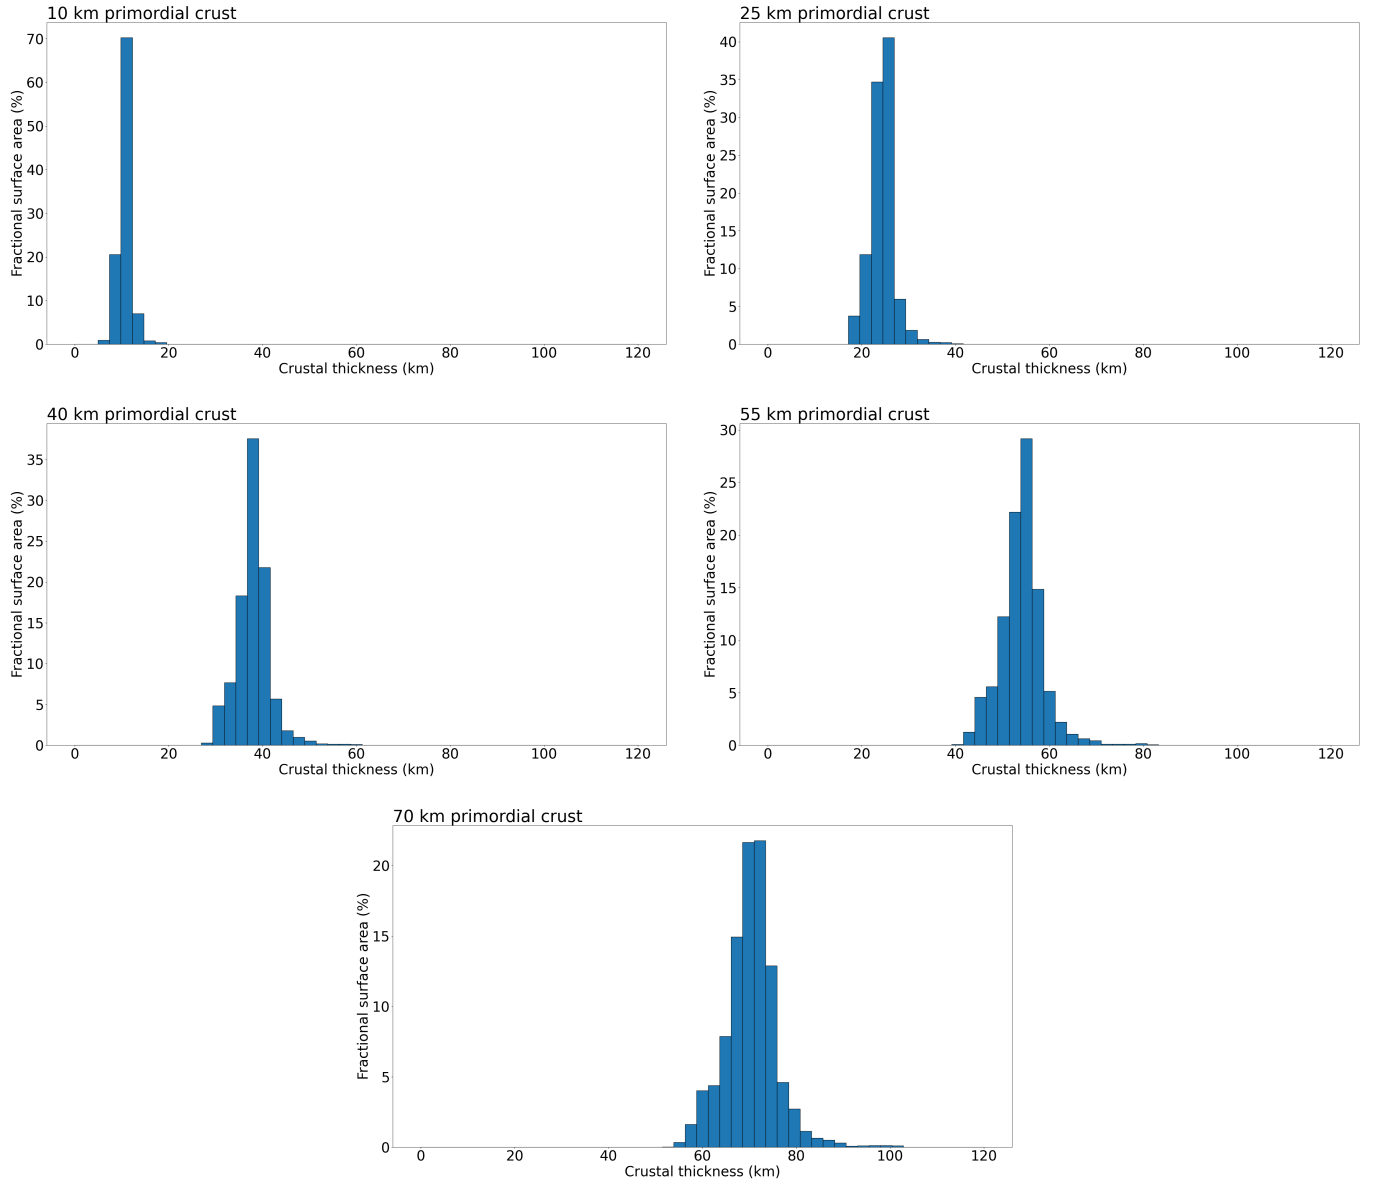 10 km primordial crust
70
60
50
40
30
20
10
0
Fractional surface area (%)
0 20 40 60 80 100 120
Crustal thickness (km)
25 km primordial crust
40
35
30
25
20
15
10
5
0
Fractional surface area (%)
0 20 40 60 80 100 120
Crustal thickness (km)
40 km primordial crust
35
30
25
20
15
10
5
0
Fractional surface area (%)
0 20 40 60 80 100 120
Crustal thickness (km)
55 km primordial crust
30
25
20
15
10
5
0
Fractional surface area (%)
0 20 40 60 80 100 120
Crustal thickness (km)
70 km primordial crust
20
15
10
5
0
Fractional surface area (%)
0 20 40 60 80 100 120
Crustal thickness (km)